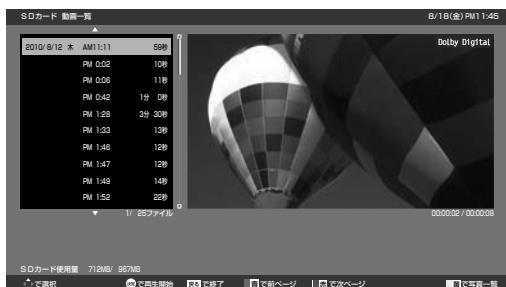 SDカード 動画一覧 8/18(金) PM11:45
2010/ 8/12 木 AM11:11 59秒
PM 0:02 10秒
PM 0:06 11秒
PM 0:42 1分 0秒
PM 1:28 3分 30秒
PM 1:33 13秒
PM 1:46 12秒
PM 1:47 12秒
PM 1:49 14秒
PM 1:52 22秒
1/ 25ファイル
Dolby Digital
00:00:02 / 00:00:08
SDカード使用量 712MB/ 967MB
で選択 で再生開始 戻る で終了 青 で前ページ 赤 で次ページ 黄 で写真一覧